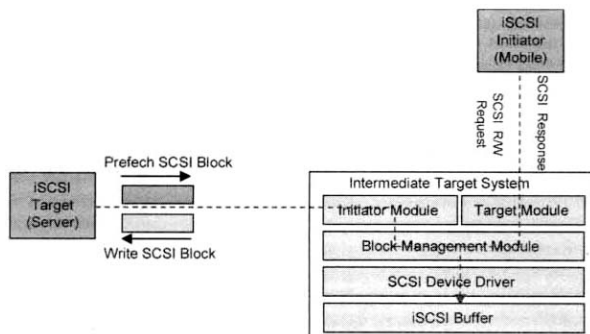 iSCSI
Initiator
(Mobile)
SCSI Response
SCSI R/W
Request
Prefech SCSI Block
iSCSI
Target
(Server)
Write SCSI Block
Intermediate Target System
Initiator Module
Target Module
Block Management Module
SCSI Device Driver
iSCSI Buffer